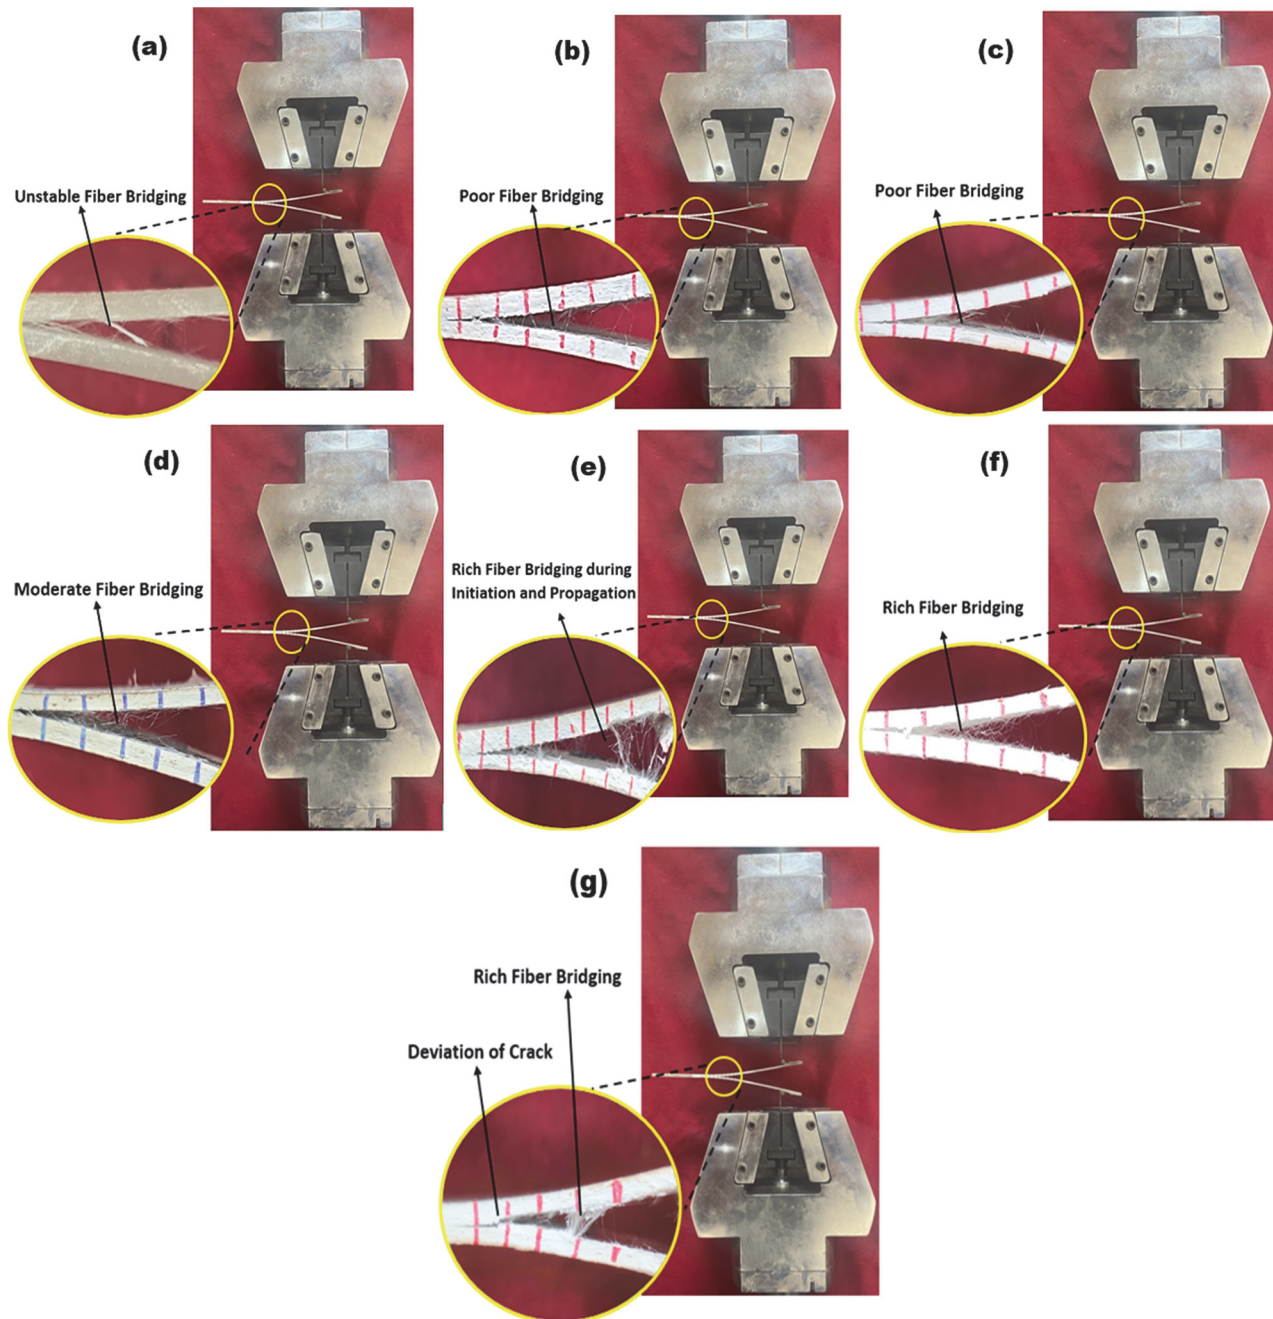 (a)
(b)
(c)
Unstable Fiber Bridging
Poor Fiber Bridging
Poor Fiber Bridging
(d)
(e)
(f)
Moderate Fiber Bridging
Rich Fiber Bridging during
Initiation and Propagation
Rich Fiber Bridging
(g)
Rich Fiber Bridging
Deviation of Crack